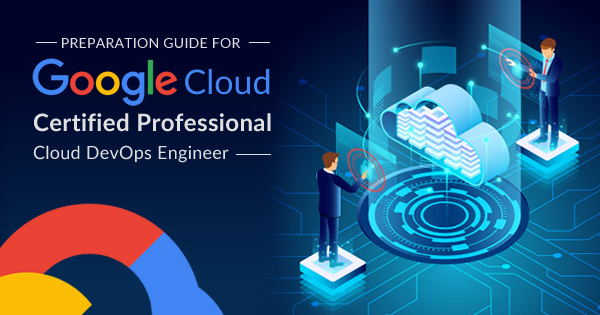 PREPARATION GUIDE FOR
Google Cloud
Certified Professional
Cloud DevOps Engineer